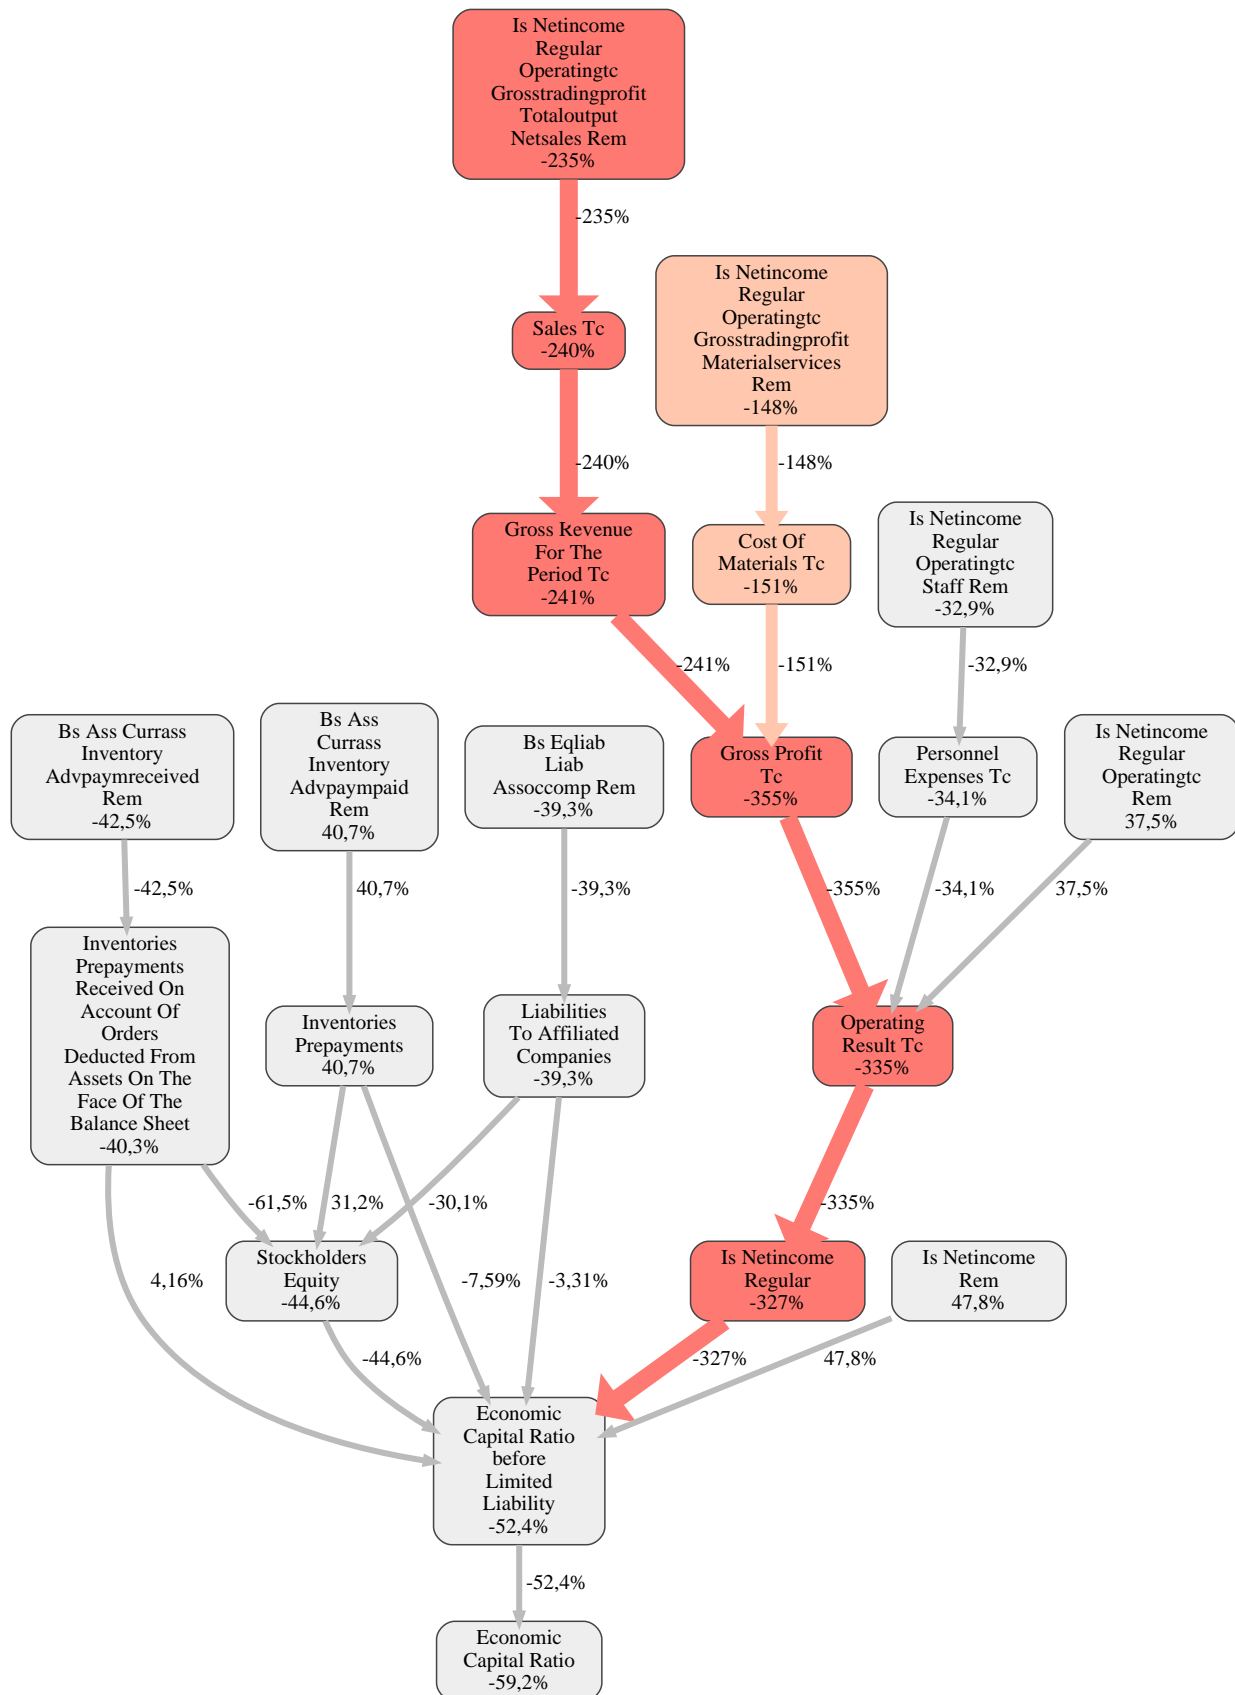 Is Netincome
Regular
Operatingtc
Grosstradingprofit
Totaloutput
Netsales Rem
-235%
-235%
Is Netincome
Regular
Operatingtc
Grosstradingprofit
Materialservices
Rem
-148%
Sales Tc
-240%
-240%
-148%
Gross Revenue
For The
Period Tc
-241%
Cost Of
Materials Tc
-151%
Is Netincome
Regular
Operatingtc
Staff Rem
-32,9%
-241%
-151%
-32,9%
Bs Ass Currass
Inventory
Advpaymreceived
Rem
-42,5%
Bs Ass
Currass
Inventory
Advpaympaid
Rem
40,7%
Bs Eqliab
Liab
Assoccomp Rem
-39,3%
Gross Profit
Tc
-355%
Personnel
Expenses Tc
-34,1%
Is Netincome
Regular
Operatingtc
Rem
37,5%
-42,5%
40,7%
-39,3%
-355%
-34,1%
37,5%
Inventories
Prepayments
Received On
Account Of
Orders
Deducted From
Assets On The
Face Of The
Balance Sheet
-40,3%
Inventories
Prepayments
40,7%
Liabilities
To Affiliated
Companies
-39,3%
Operating
Result Tc
-335%
-61,5%
31,2%
-30,1%
-335%
Stockholders
Equity
-44,6%
4,16%
-7,59%
-3,31%
Is Netincome
Regular
-327%
Is Netincome
Rem
47,8%
-44,6%
-327%
47,8%
Economic
Capital Ratio
before
Limited
Liability
-52,4%
-52,4%
Economic
Capital Ratio
-59,2%